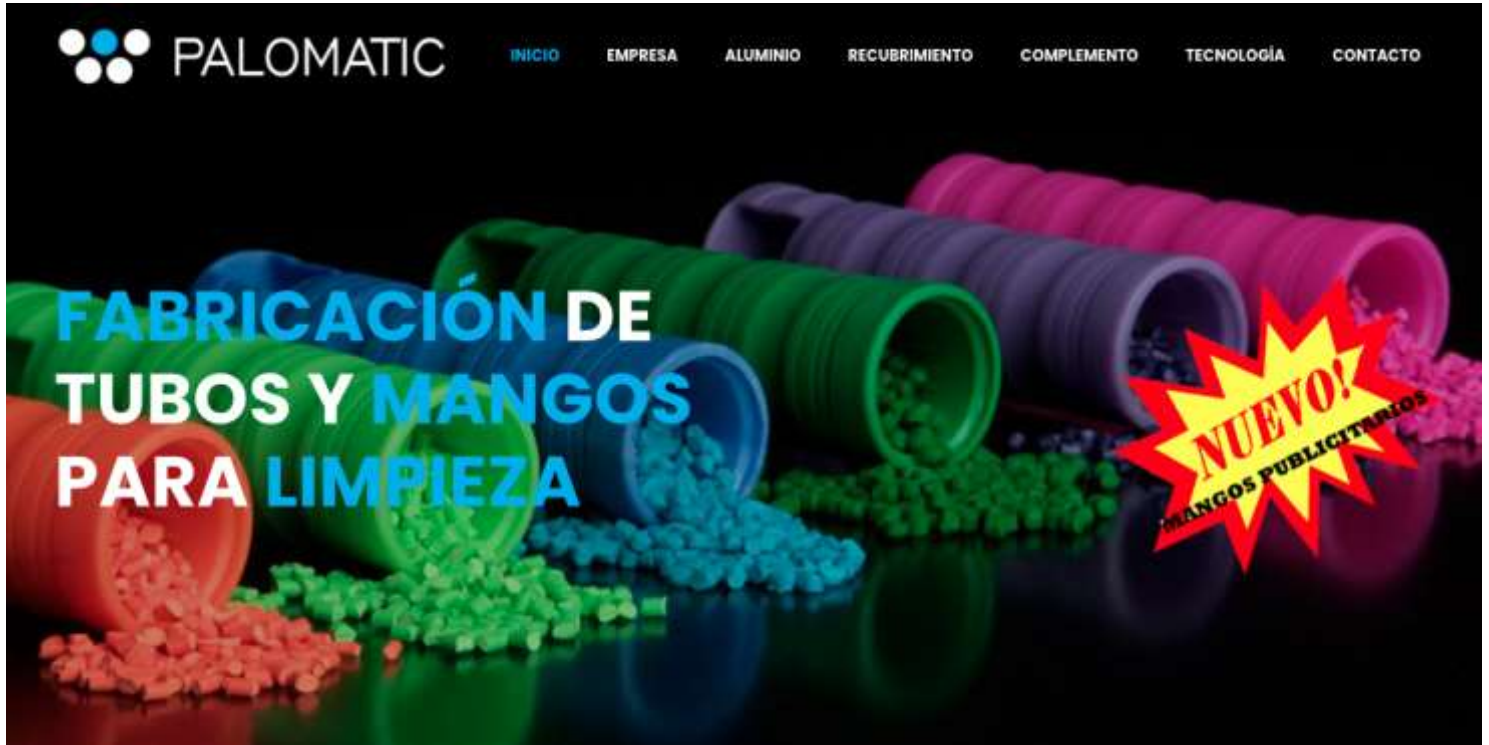 PALOMATIC
INICIO EMPRESA ALUMINIO RECUBRIMIENTO COMPLEMENTO TECNOLOGÍA CONTACTO
FABRICACIÓN DE
TUBOS Y MANGOS
PARA LIMPIEZA
NUEVO!
MANGOS PUBLICITARIOS